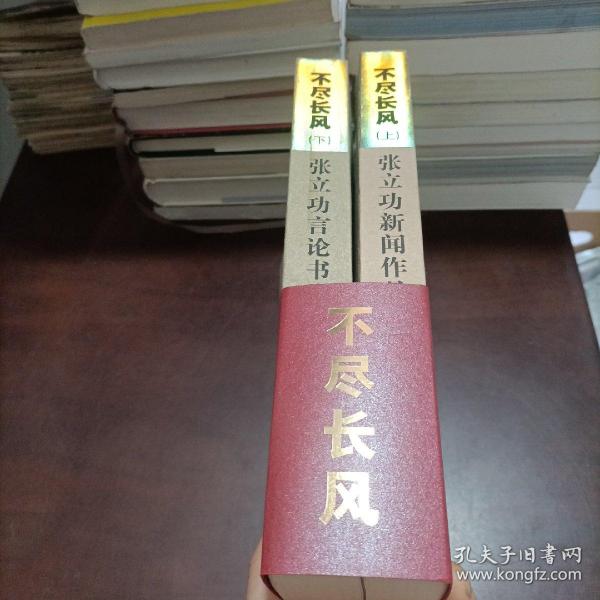 不尽长风
(下)
张立功言论书
不尽长风
(上)
张立功新闻作
不尽长风
孔夫子旧书网
www.kongfz.com